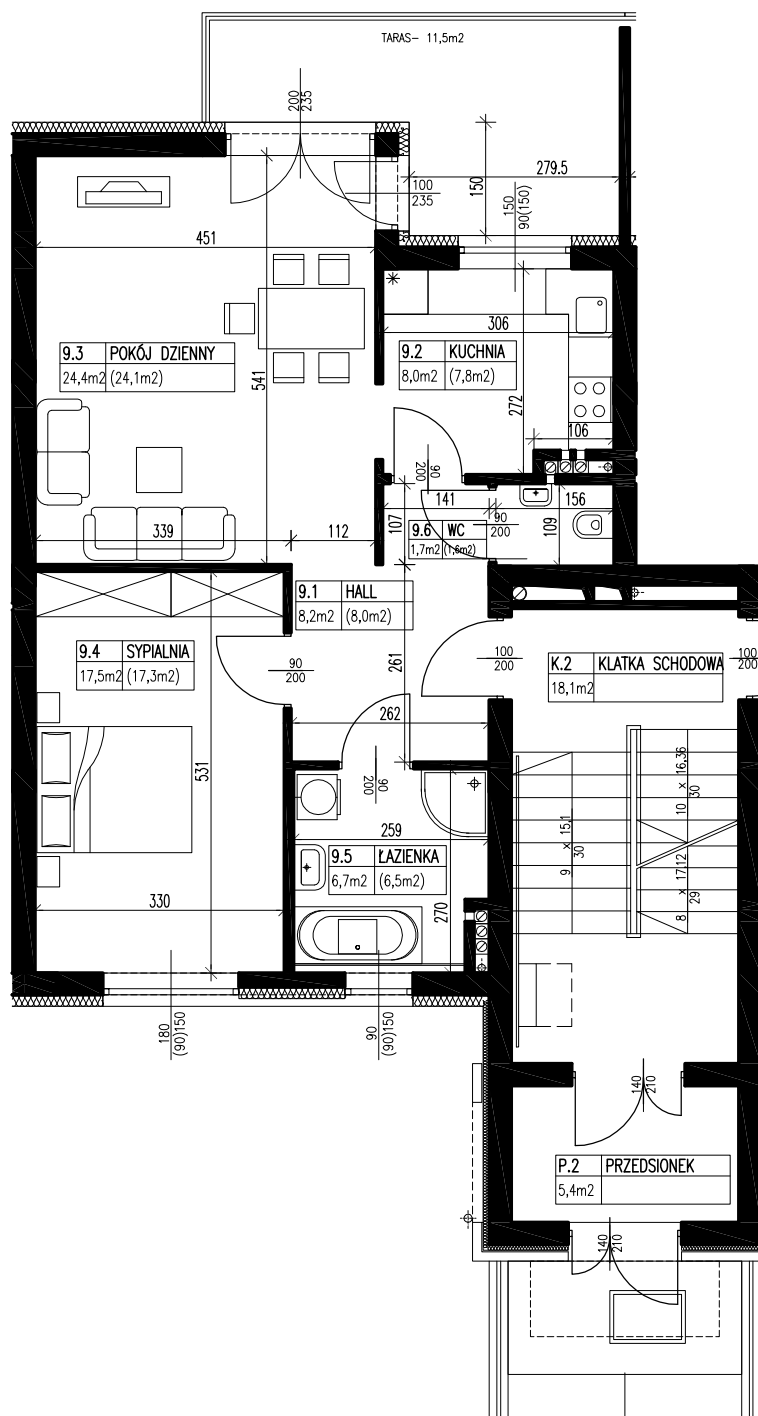 TARAS- 11,5m2
200
235
100
235
150
279.5
150
90(150)
451
306
9.3 POKÓJ DZIENNY
24,4m2 (24,1m2)
9.2 KUCHNIA
8,0m2 (7,8m2)
541
272
106
90
200
141
156
339
112
107
9.6 WC
1,7m2 (1,6m2)
90
200
109
9.1 HALL
8,2m2 (8,0m2)
9.4 SYPIALNIA
17,5m2 (17,3m2)
90
200
261
100
200
K.2 KLATKA SCHODOWA
18,1m2
100
200
262
531
90
200
259
9.5 ŁAZIENKA
6,7m2 (6,5m2)
270
330
9 x 15,1
30
10 x 16,36
30
8 x 17,12
29
180
(90)150
90
(90)150
140
210
P.2 PRZEDSIONEK
5,4m2
140
210